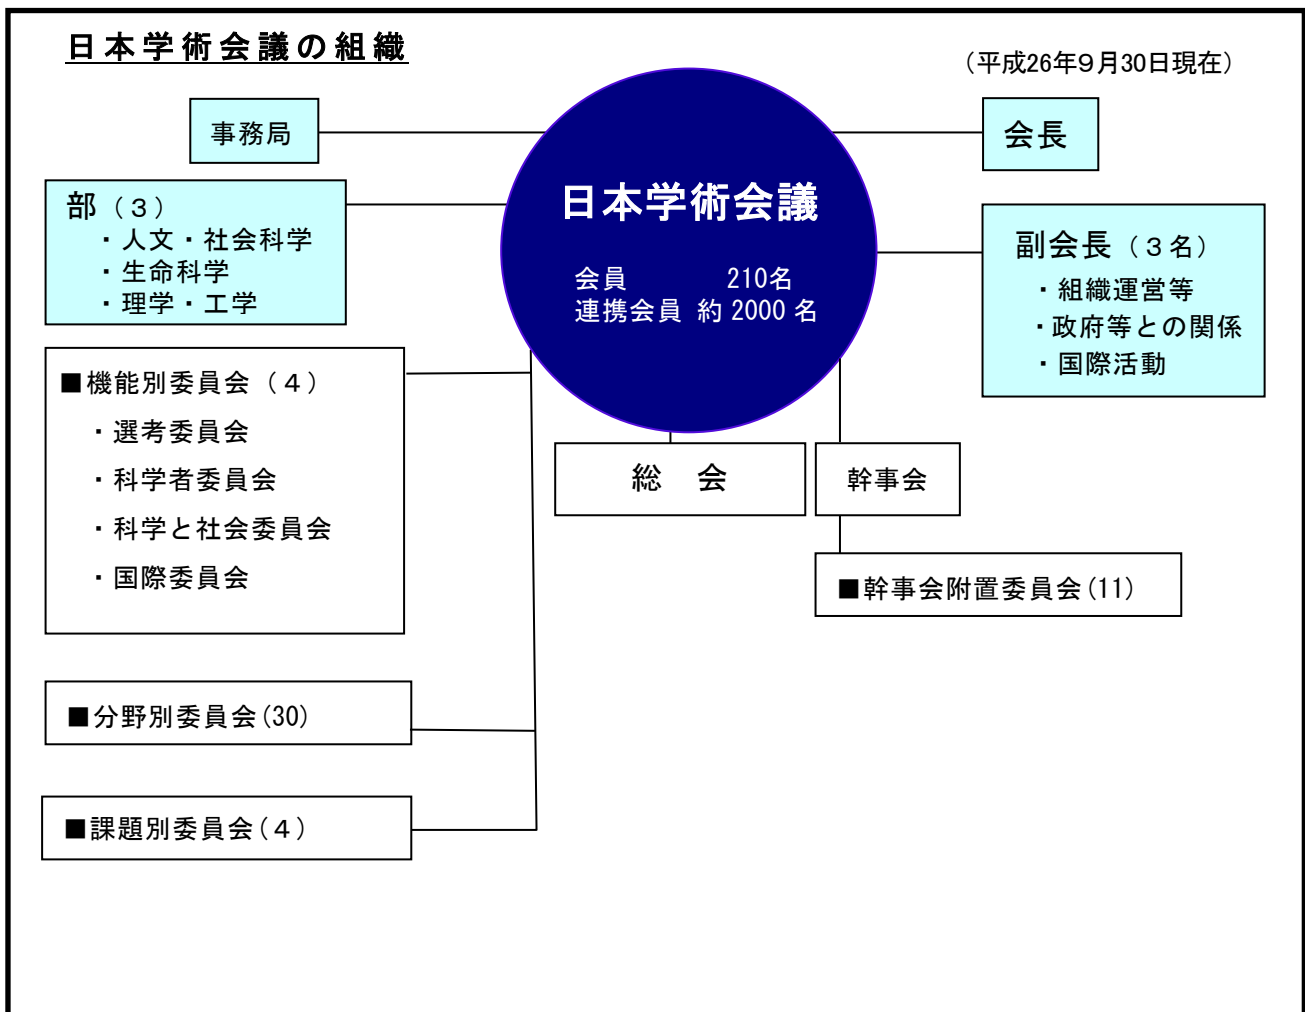 日本学術会議の組織
（平成26年９月30日現在）
事務局
会長
部（３）
・人文・社会科学
・生命科学
・理学・工学
日本学術会議
会員 210名
連携会員 約 2000 名
副会長（３名）
・組織運営等
・政府等との関係
・国際活動
■機能別委員会（４）
・選考委員会
・科学者委員会
・科学と社会委員会
・国際委員会
総 会
幹事会
■幹事会附置委員会(11)
■分野別委員会(30)
■課題別委員会(４)